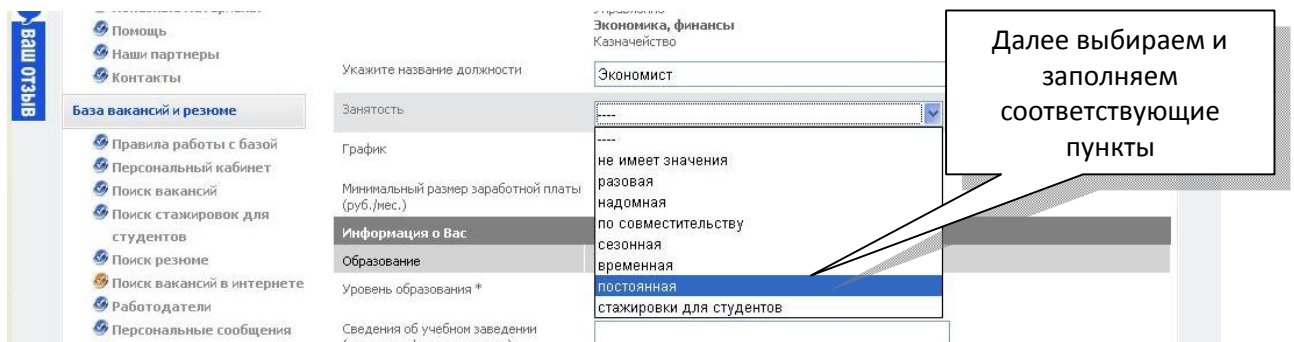 ваш отзыв
Помощь
Наши партнеры
Контакты
База вакансий и резюме
Правила работы с базой
Персональный кабинет
Поиск вакансий
Поиск стажировок для
студентов
Поиск резюме
Поиск вакансий в интернете
Работодатели
Персональные сообщения
Экономика, финансы
Казначейство
Укажите название должности
Экономист
Занятость
----
График
Минимальный размер заработной платы
(руб./мес.)
Информация о Вас
Образование
Уровень образования *
Сведения об учебном заведении
----
не имеет значения
разовая
надомная
по совместительству
сезонная
временная
постоянная
стажировки для студентов
Далее выбираем и
заполняем
соответствующие
пункты